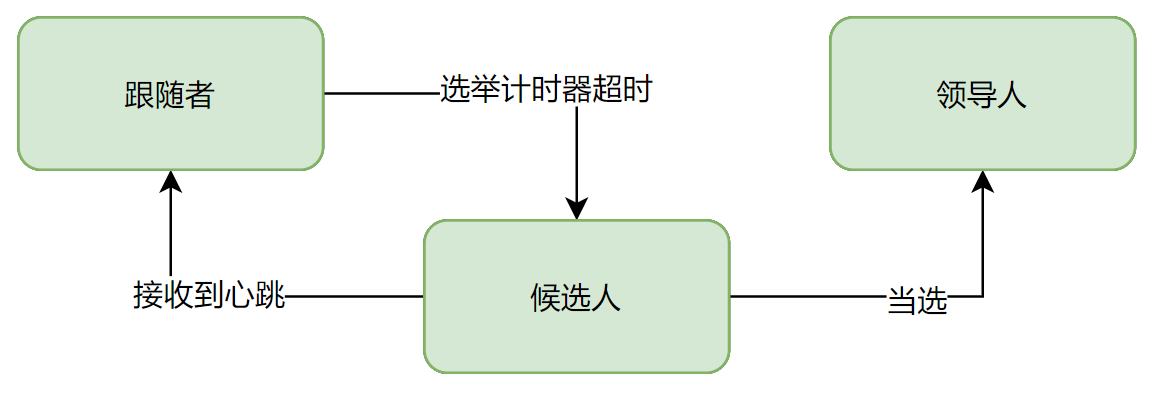 跟随者
选举计时器超时
领导人
接收到心跳
候选人
当选